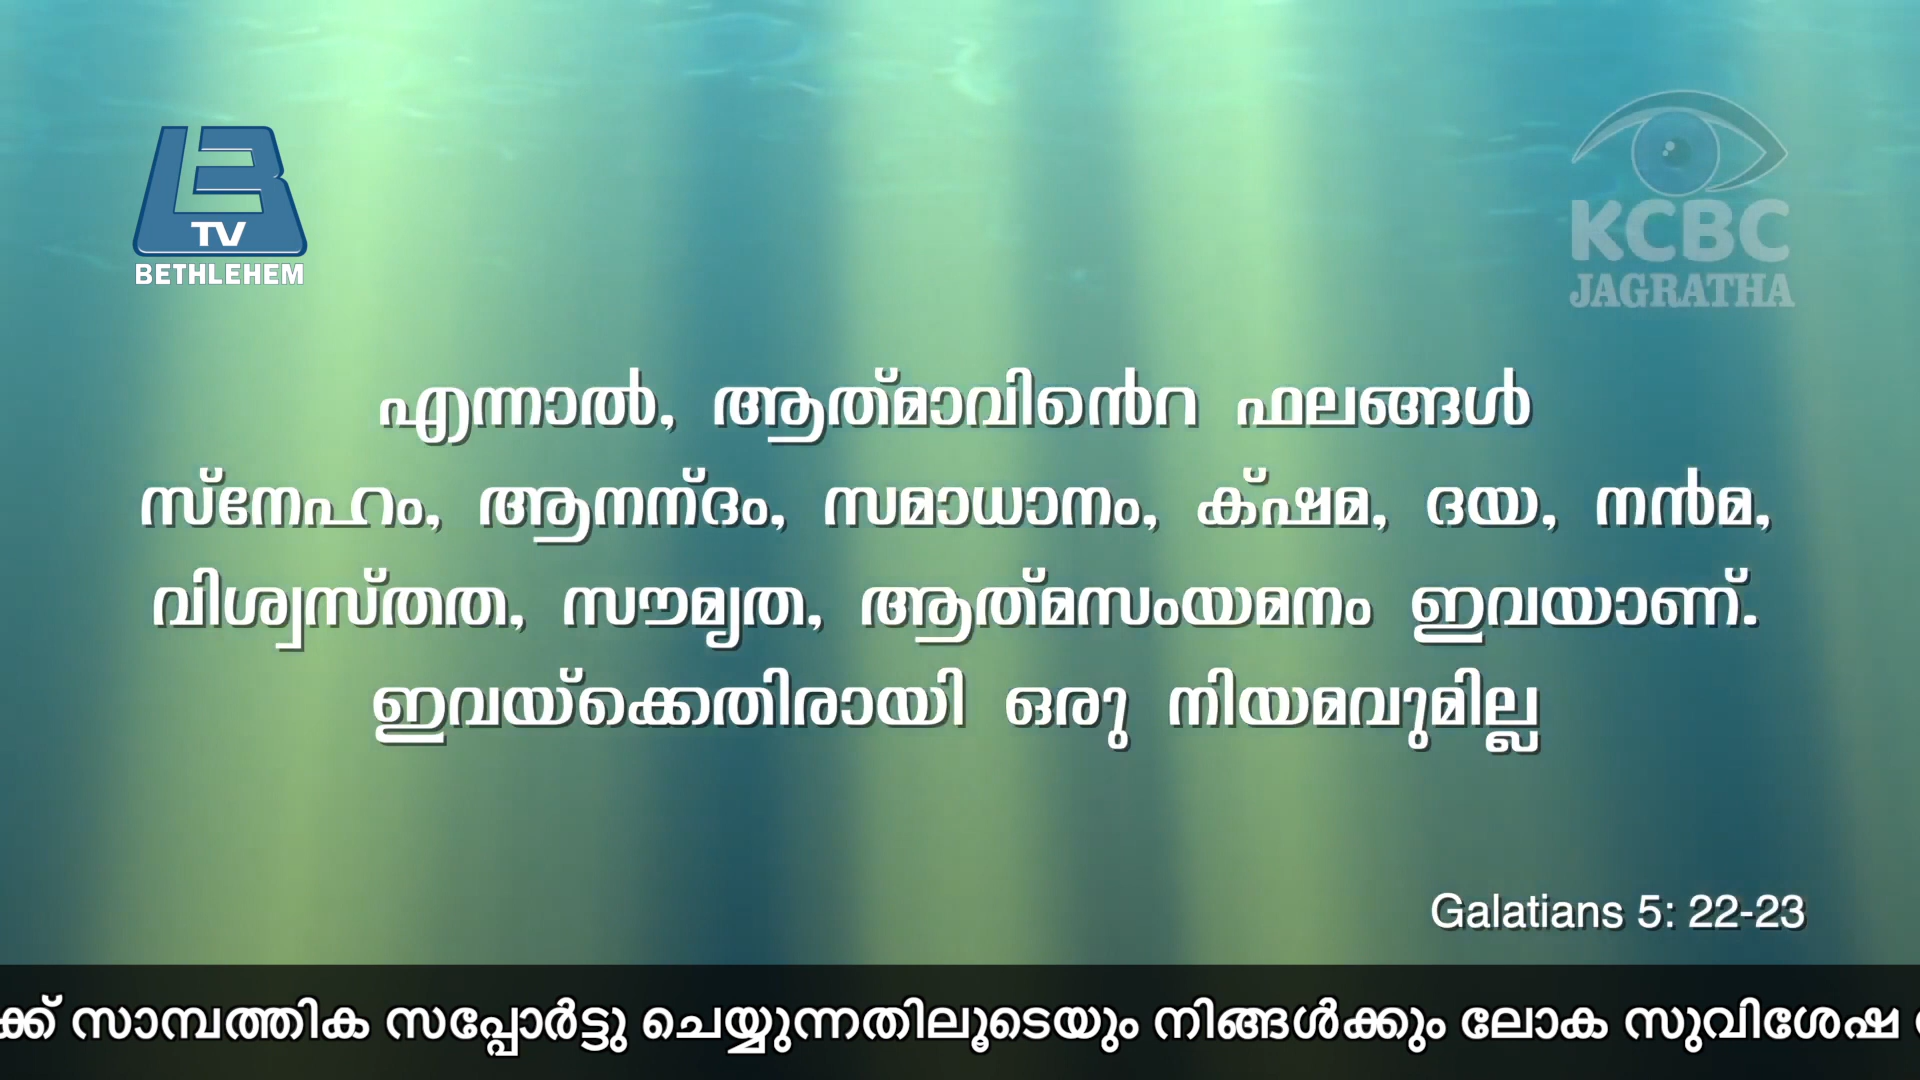 TV
BETHLEHEM
KCBC
JAGRATHA
എന്നാൽ, ആത്മാവിൻെറ ഫലങ്ങൾ
സ്നേഹം, ആനന്ദം, സമാധാനം, ക്ഷമ, ദയ, നൻമ,
വിശ്വസ്തത, സൗമ്യത, ആത്മസംയമനം ഇവയാണ്.
ഇവയ്ക്കെതിരായി ഒരു നിയമവുമില്ല
Galatians 5: 22-23
ക്ക് സാമ്പത്തിക സപ്പോർട്ടു ചെയ്യുന്നതിലൂടെയും നിങ്ങൾക്കും ലോക സുവിശേഷ